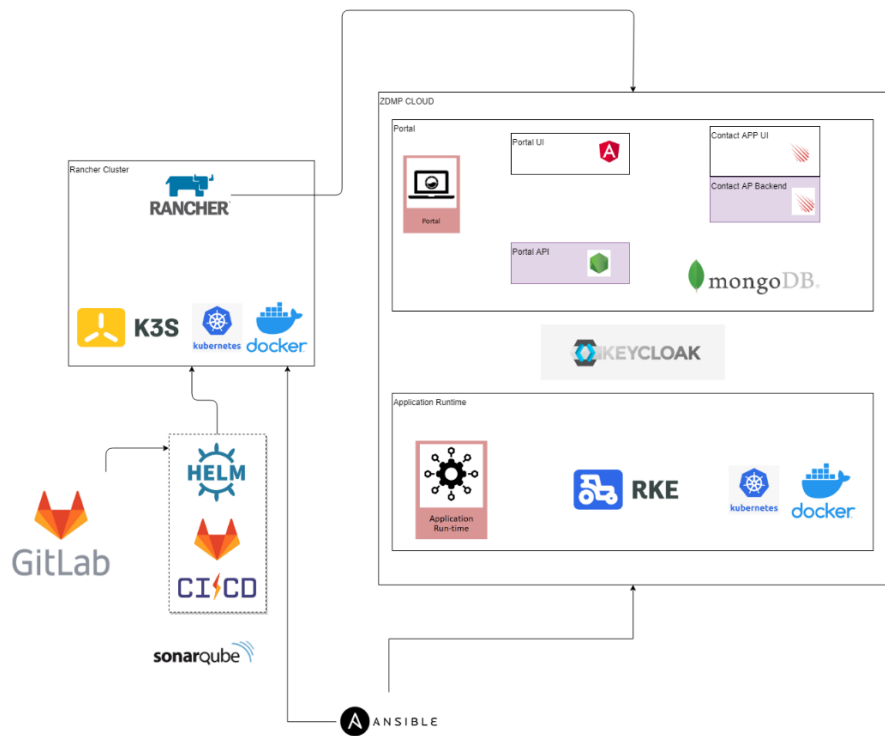 ZDMP CLOUD
Portal
Portal UI
Contact APP UI
Contact AP Backend
Portal
Portal API
mongoDB
Rancher Cluster
RANCHER
K3S
kubernetes
docker
KEYCLOAK
Application Runtime
Application
Run-time
RKE
kubernetes
docker
HELM
GitLab
CI CD
sonarqube
A ANSIBLE